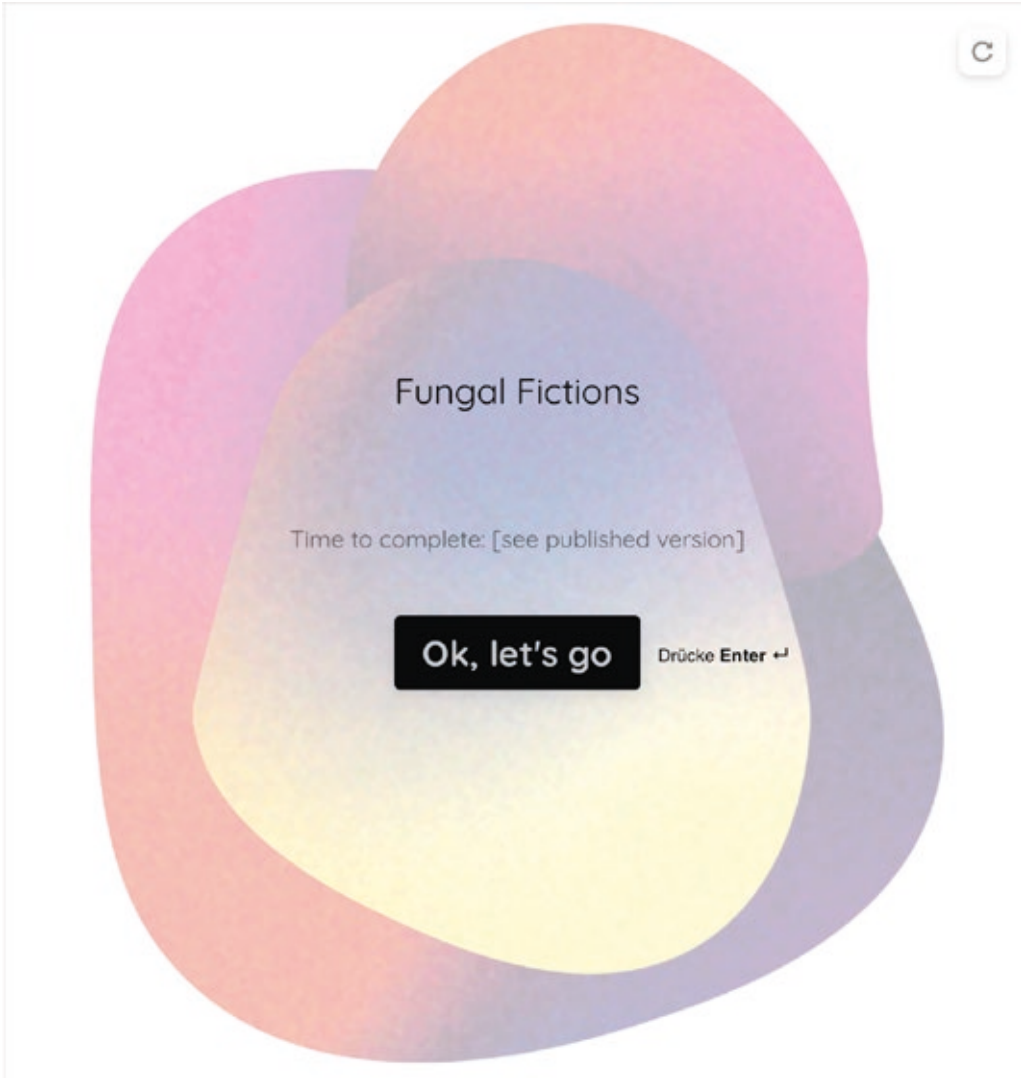 Fungal Fictions
Time to complete: [see published version]
Ok, let's go
Drücke Enter ↵